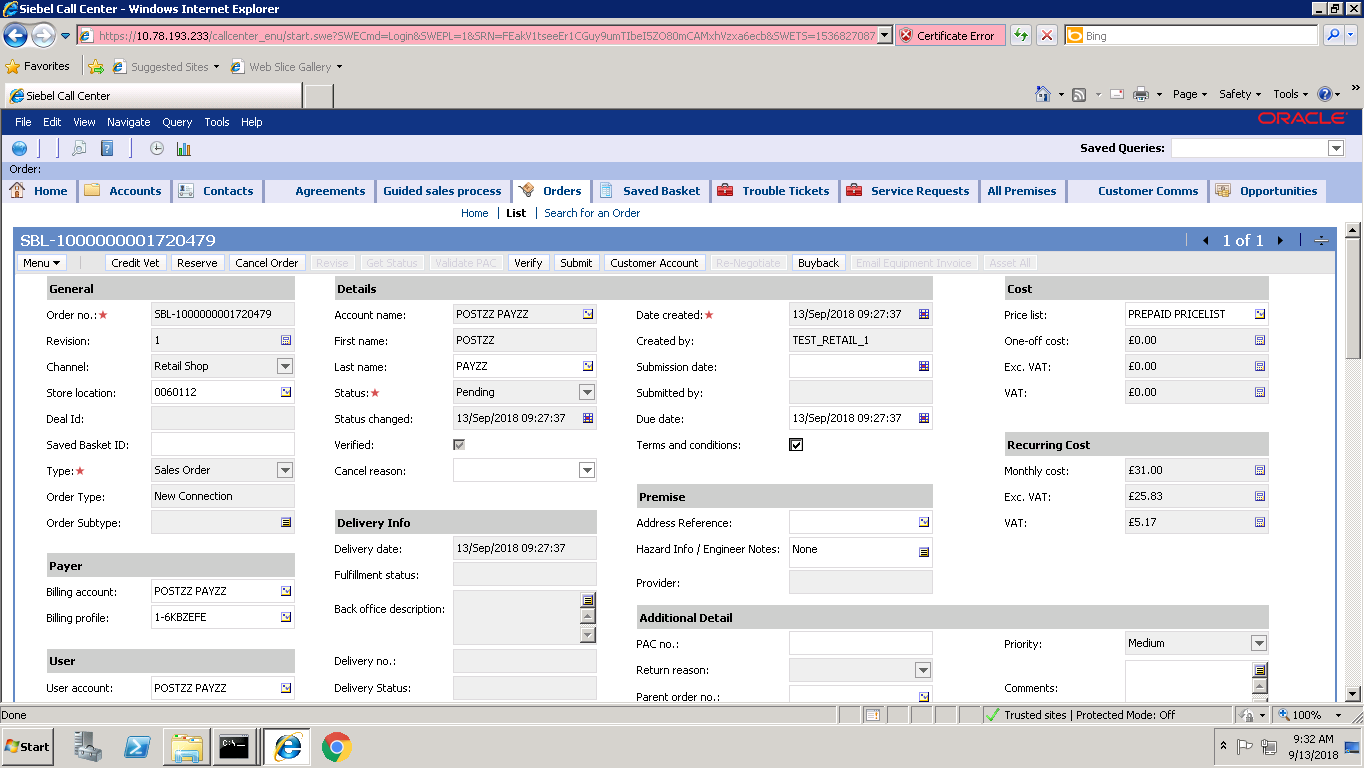 Siebel Call Center - Windows Internet Explorer
https://10.78.193.233/callcenter_enu/start.swe?SWECmd=Login&SWEPL=1&SRN=FEakV1tseeEr1CGuy9umTIbeI5ZO80mCAMxhVzxa6ecb&SWETS=1536827087 Certificate Error Bing
Favorites Suggested Sites Web Slice Gallery
Siebel Call Center Page Safety Tools
File Edit View Navigate Query Tools Help ORACLE
Saved Queries:
Order:
Home Accounts Contacts Agreements Guided sales process Orders Saved Basket Trouble Tickets Service Requests All Premises Customer Comms Opportunities
Home List Search for an Order
SBL-1000000001720479 1 of 1
Menu Credit Vet Reserve Cancel Order Revise Get Status Validate PAC Verify Submit Customer Account Re-Negotiate Buyback Email Equipment Invoice Asset All
General Details Cost
Order no.: SBL-1000000001720479 Account name: POSTZZ PAYZZ Date created: 13/Sep/2018 09:27:37 Price list: PREPAID PRICELIST
Revision: 1 First name: POSTZZ Created by: TEST_RETAIL_1 One-off cost: £0.00
Channel: Retail Shop Last name: PAYZZ Submission date: Exc. VAT: £0.00
Store location: 0060112 Status: Pending Submitted by: VAT: £0.00
Deal Id: Status changed: 13/Sep/2018 09:27:37 Due date: 13/Sep/2018 09:27:37
Saved Basket ID: Verified: Terms and conditions: Recurring Cost
Type: Sales Order Cancel reason: Monthly cost: £31.00
Order Type: New Connection Premise Exc. VAT: £25.83
Order Subtype: Delivery Info Address Reference: VAT: £5.17
Delivery date: 13/Sep/2018 09:27:37 Hazard Info / Engineer Notes: None
Payer Fulfillment status: Provider:
Billing account: POSTZZ PAYZZ Back office description:
Billing profile: 1-6KBZEFE Additional Detail
PAC no.: Priority: Medium
User Delivery no.: Return reason:
User account: POSTZZ PAYZZ Delivery Status: Parent order no.: Comments:
Done Trusted sites | Protected Mode: Off 100%
Start 9:32 AM
9/13/2018